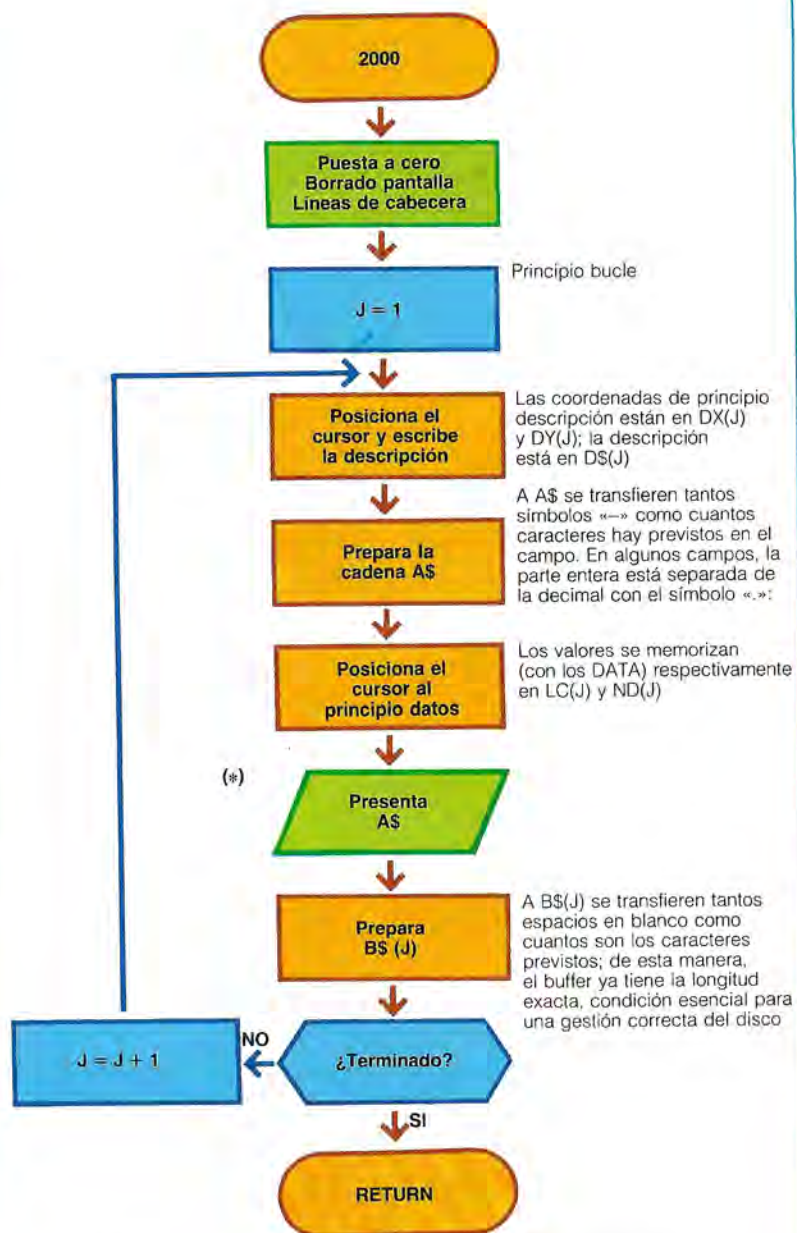 2000
Puesta a cero
Borrado pantalla
Líneas de cabecera
Principio bucle
J = 1
Posiciona el
cursor y escribe
la descripción
Las coordenadas de principio
descripción están en DX(J)
y DY(J); la descripción
está en D$(J)
Prepara la
cadena A$
A A$ se transfieren tantos
símbolos «—» como cuantos
caracteres hay previstos en el
campo. En algunos campos, la
parte entera está separada de
la decimal con el símbolo «.»:
Posiciona el
cursor al
principio datos
Los valores se memorizan
(con los DATA) respectivamente
en LC(J) y ND(J)
(*)
Presenta
A$
Prepara
B$ (J)
A B$(J) se transfieren tantos
espacios en blanco como
cuantos son los caracteres
previstos; de esta manera,
el buffer ya tiene la longitud
exacta, condición esencial para
una gestión correcta del disco
J = J + 1
NO
¿Terminado?
SI
RETURN